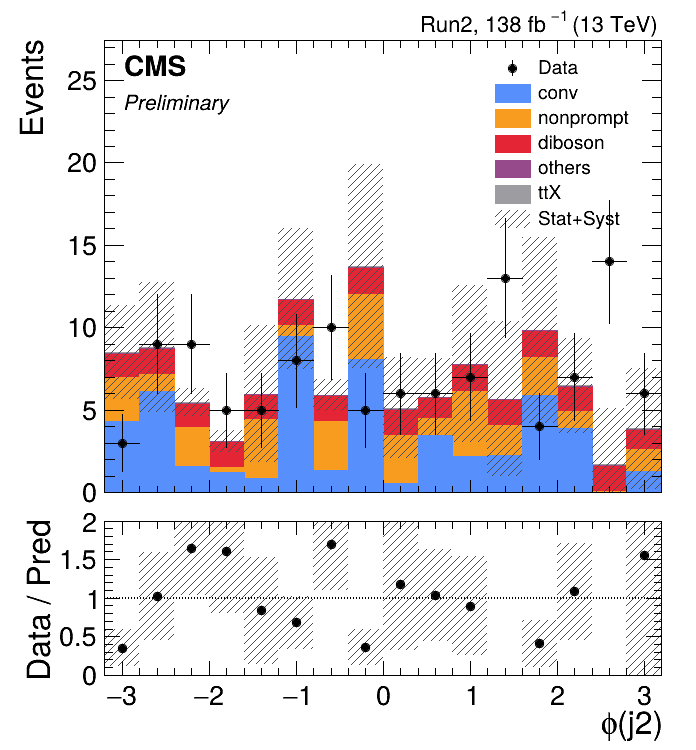 Run2, 138 fb⁻¹ (13 TeV)
Events
CMS
Preliminary
Data
conv
nonprompt
diboson
others
ttX
Stat+Syst
25
20
15
10
5
0
Data / Pred
2
1.5
1
0.5
0
−3 −2 −1 0 1 2 3
ϕ(j2)